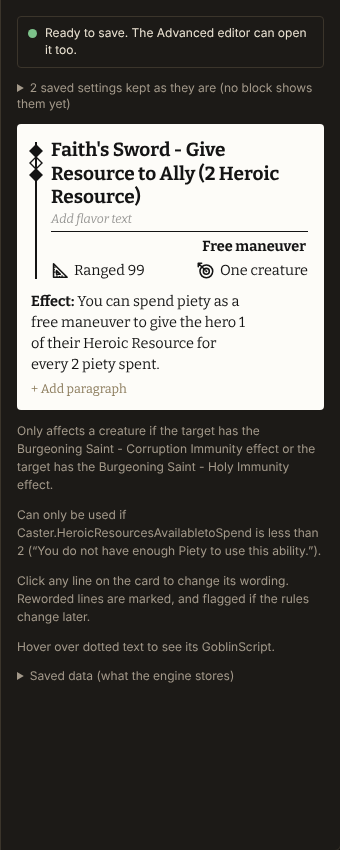 Ready to save. The Advanced editor can open
it too.
▶ 2 saved settings kept as they are (no block shows
them yet)
Faith's Sword - Give
Resource to Ally (2 Heroic
Resource)
Add flavor text
Free maneuver
Ranged 99
One creature
Effect: You can spend piety as a
free maneuver to give the hero 1
of their Heroic Resource for
every 2 piety spent.
+ Add paragraph
Only affects a creature if the target has the
Burgeoning Saint - Corruption Immunity effect or the
target has the Burgeoning Saint - Holy Immunity
effect.
Can only be used if
Caster.HeroicResourcesAvailabletoSpend is less than
2 (“You do not have enough Piety to use this ability.”).
Click any line on the card to change its wording.
Reworded lines are marked, and flagged if the rules
change later.
Hover over dotted text to see its GoblinScript.
▶ Saved data (what the engine stores)